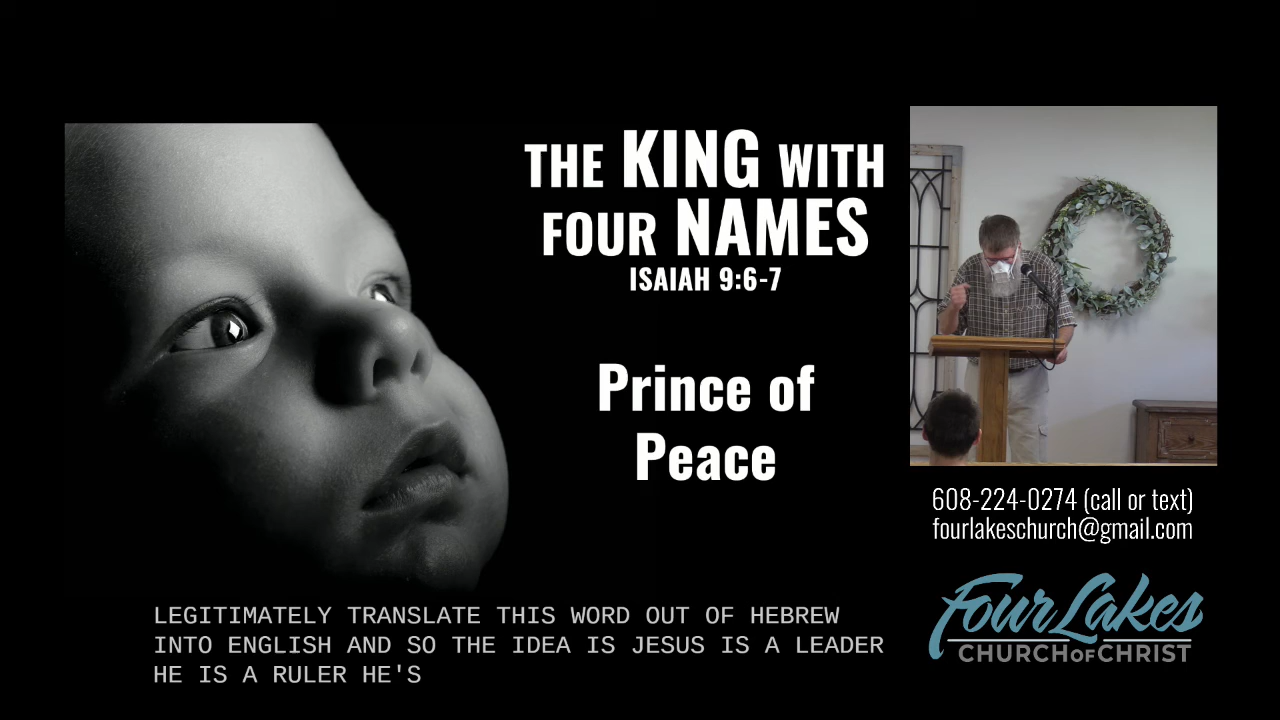 THE KING WITH
FOUR NAMES
ISAIAH 9:6-7
Prince of
Peace
608-224-0274 (call or text)
fourlakeschurch@gmail.com
Four Lakes
CHURCH OF CHRIST
LEGITIMATELY TRANSLATE THIS WORD OUT OF HEBREW
INTO ENGLISH AND SO THE IDEA IS JESUS IS A LEADER
HE IS A RULER HE'S